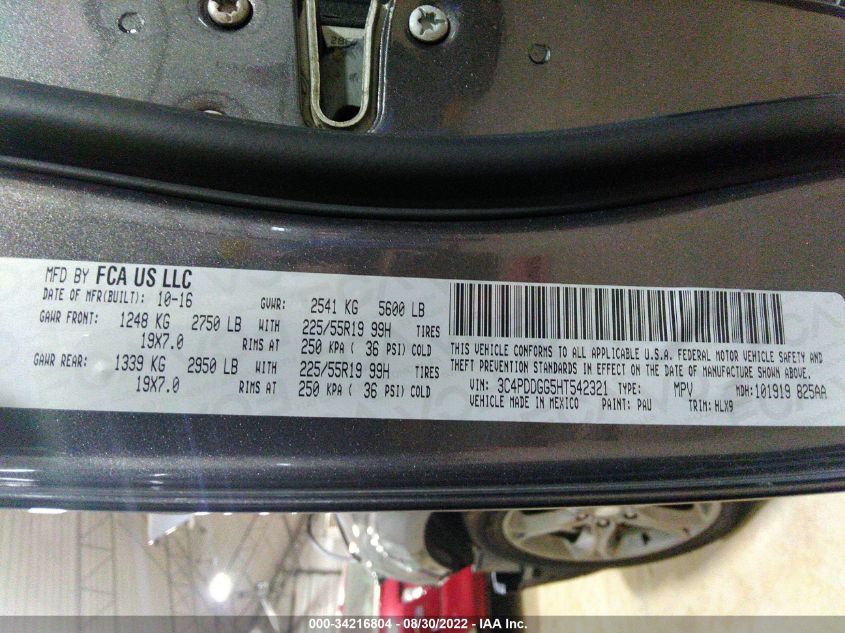 MFD BY FCA US LLC
DATE OF MFR(BUILT): 10-16 GVWR: 2541 KG 5600 LB
GAWR FRONT: 1248 KG 2750 LB WITH 225/55R19 99H TIRES
19X7.0 RIMS AT 250 KPA ( 36 PSI) COLD
GAWR REAR: 1339 KG 2950 LB WITH 225/55R19 99H TIRES
19X7.0 RIMS AT 250 KPA ( 36 PSI) COLD
THIS VEHICLE CONFORMS TO ALL APPLICABLE U.S.A. FEDERAL MOTOR VEHICLE SAFETY AND
THEFT PREVENTION STANDARDS IN EFFECT ON THE DATE OF MANUFACTURE SHOWN ABOVE.
VIN: 3C4PDDGG5HT542321 TYPE: MPV MDH: 101919 825AA
VEHICLE MADE IN MEXICO PAINT: PAU TRIM: HLX9
000-34216804 - 08/30/2022 - IAA Inc.